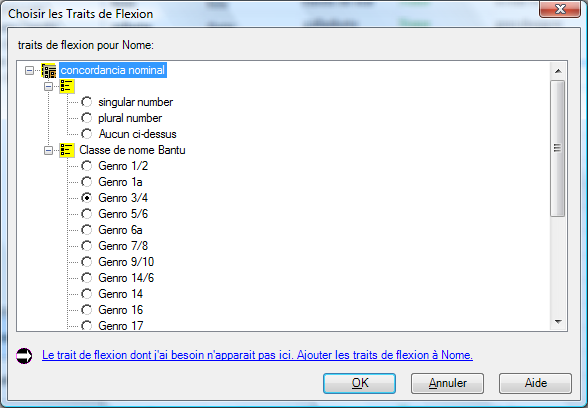 Choisir les Traits de Flexion
traits de flexion pour Nome:
concordancia nominal
singular number
plural number
Aucun ci-dessus
Classe de nome Bantu
Genro 1/2
Genro 1a
Genro 3/4
Genro 5/6
Genro 6a
Genro 7/8
Genro 9/10
Genro 14/6
Genro 14
Genro 16
Genro 17
Le trait de flexion dont j'ai besoin n'apparait pas ici. Ajouter les traits de flexion à Nome.
OK Annuler Aide